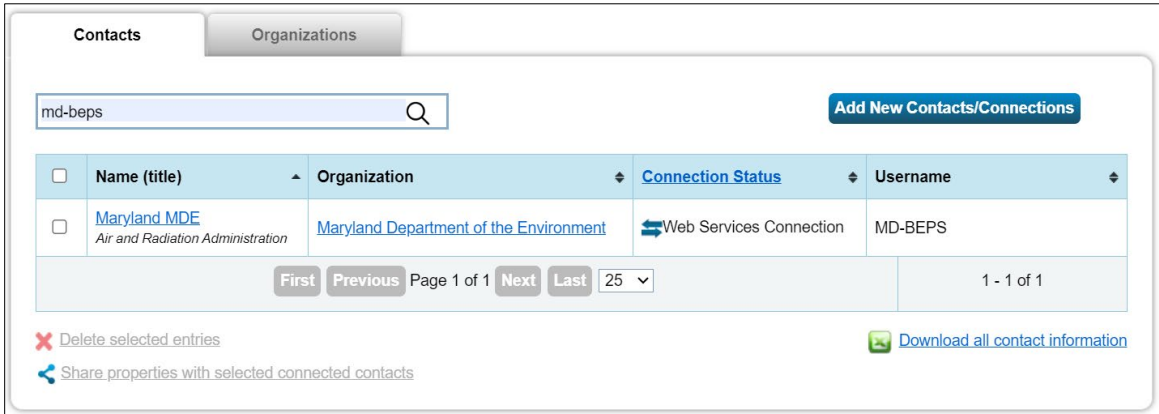 Contacts Organizations
md-beps
Add New Contacts/Connections
Name (title) Organization Connection Status Username
Maryland MDE
Air and Radiation Administration
Maryland Department of the Environment
Web Services Connection
MD-BEPS
First Previous Page 1 of 1 Next Last 25 1 - 1 of 1
Delete selected entries
Download all contact information
Share properties with selected connected contacts